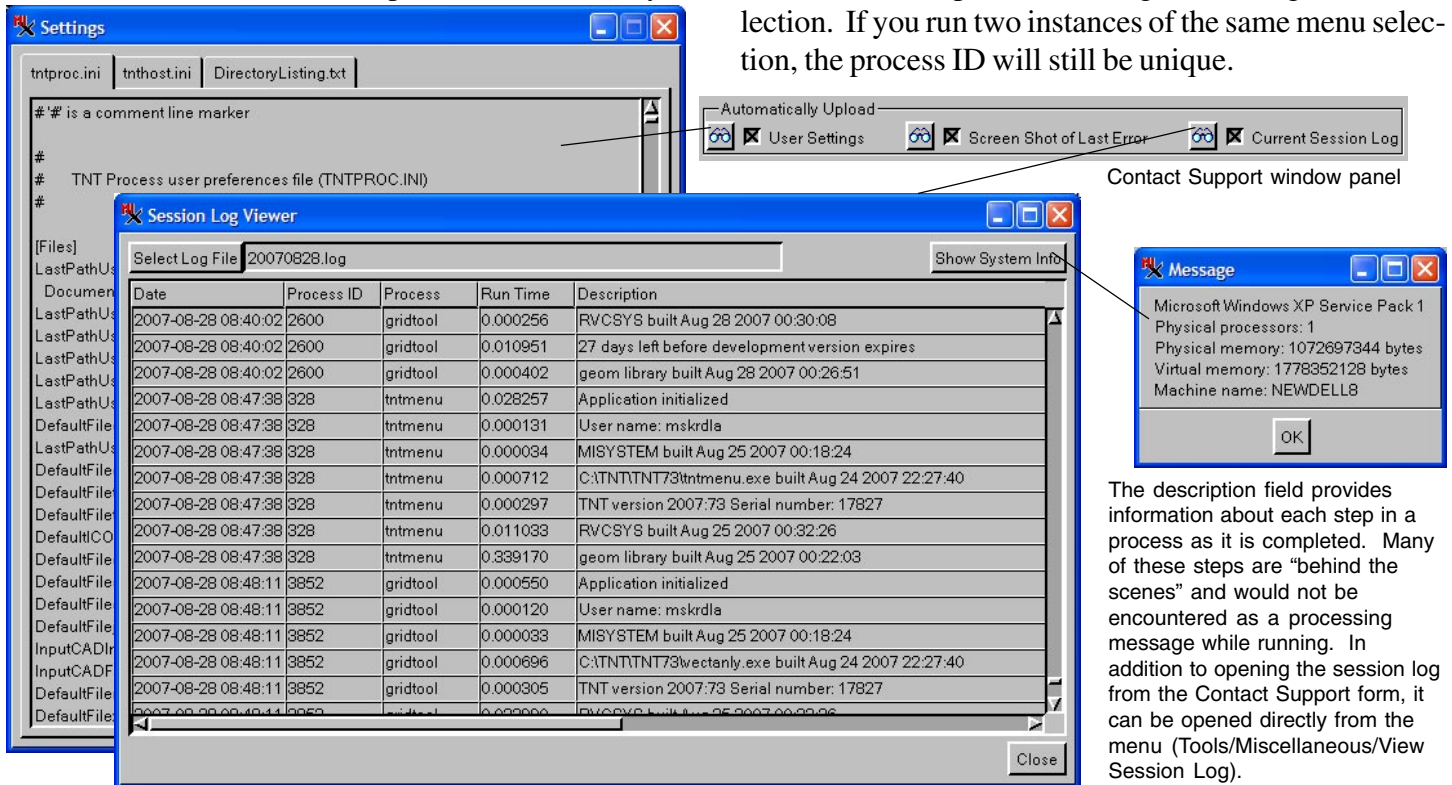 lection. If you run two instances of the same menu selec-
tion, the process ID will still be unique.
Settings
tntproc.ini tnthost.ini DirectoryListing.txt
# '#' is a comment line marker
#
# TNT Process user preferences file (TNTPROC.INI)
#
[Files]
LastPathUs
Documen
LastPathUs
LastPathUs
LastPathUs
LastPathUs
LastPathUs
DefaultFile
LastPathUs
DefaultFile
DefaultFilet
DefaultFilet
DefaultICO
DefaultFile
DefaultFile
DefaultFile
DefaultFile
InputCADIn
InputCADF
DefaultFile
DefaultFile
Automatically Upload
User Settings Screen Shot of Last Error Current Session Log
Contact Support window panel
Session Log Viewer
Select Log File 20070828.log Show System Info
Date Process ID Process Run Time Description
2007-08-28 08:40:02 2600 gridtool 0.000256 RVCSYS built Aug 28 2007 00:30:08
2007-08-28 08:40:02 2600 gridtool 0.010951 27 days left before development version expires
2007-08-28 08:40:02 2600 gridtool 0.000402 geom library built Aug 28 2007 00:26:51
2007-08-28 08:47:38 328 tntmenu 0.028257 Application initialized
2007-08-28 08:47:38 328 tntmenu 0.000131 User name: mskrdla
2007-08-28 08:47:38 328 tntmenu 0.000034 MISYSTEM built Aug 25 2007 00:18:24
2007-08-28 08:47:38 328 tntmenu 0.000712 C:\TNT\TNT73\tntmenu.exe built Aug 24 2007 22:27:40
2007-08-28 08:47:38 328 tntmenu 0.000297 TNT version 2007:73 Serial number: 17827
2007-08-28 08:47:38 328 tntmenu 0.011033 RVCSYS built Aug 25 2007 00:32:26
2007-08-28 08:47:38 328 tntmenu 0.339170 geom library built Aug 25 2007 00:22:03
2007-08-28 08:48:11 3852 gridtool 0.000550 Application initialized
2007-08-28 08:48:11 3852 gridtool 0.000120 User name: mskrdla
2007-08-28 08:48:11 3852 gridtool 0.000033 MISYSTEM built Aug 25 2007 00:18:24
2007-08-28 08:48:11 3852 gridtool 0.000696 C:\TNT\TNT73\vectanly.exe built Aug 24 2007 22:27:40
2007-08-28 08:48:11 3852 gridtool 0.000305 TNT version 2007:73 Serial number: 17827
Close
Message
Microsoft Windows XP Service Pack 1
Physical processors: 1
Physical memory: 1072697344 bytes
Virtual memory: 1778352128 bytes
Machine name: NEWDELL8
OK
The description field provides
information about each step in a
process as it is completed. Many
of these steps are “behind the
scenes” and would not be
encountered as a processing
message while running. In
addition to opening the session log
from the Contact Support form, it
can be opened directly from the
menu (Tools/Miscellaneous/View
Session Log).